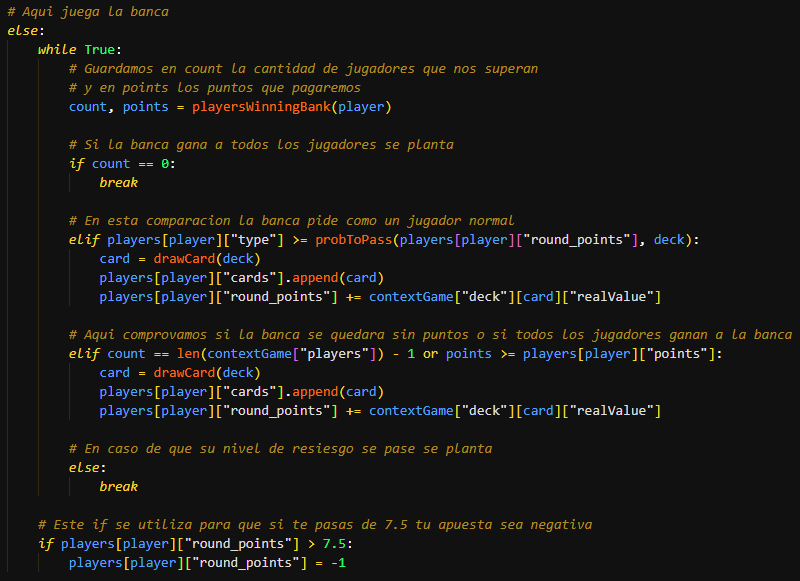 # Aqui juega la banca
else:
    while True:
        # Guardamos en count la cantidad de jugadores que nos superan
        # y en points los puntos que pagaremos
        count, points = playersWinningBank(player)

        # Si la banca gana a todos los jugadores se planta
        if count == 0:
            break

        # En esta comparacion la banca pide como un jugador normal
        elif players[player]["type"] >= probToPass(players[player]["round_points"], deck):
            card = drawCard(deck)
            players[player]["cards"].append(card)
            players[player]["round_points"] += contextGame["deck"][card]["realValue"]

        # Aqui comprovamos si la banca se quedara sin puntos o si todos los jugadores ganan a la banca
        elif count == len(contextGame["players"]) - 1 or points >= players[player]["points"]:
            card = drawCard(deck)
            players[player]["cards"].append(card)
            players[player]["round_points"] += contextGame["deck"][card]["realValue"]

        # En caso de que su nivel de resiesgo se pase se planta
        else:
            break

    # Este if se utiliza para que si te pasas de 7.5 tu apuesta sea negativa
    if players[player]["round_points"] > 7.5:
        players[player]["round_points"] = -1